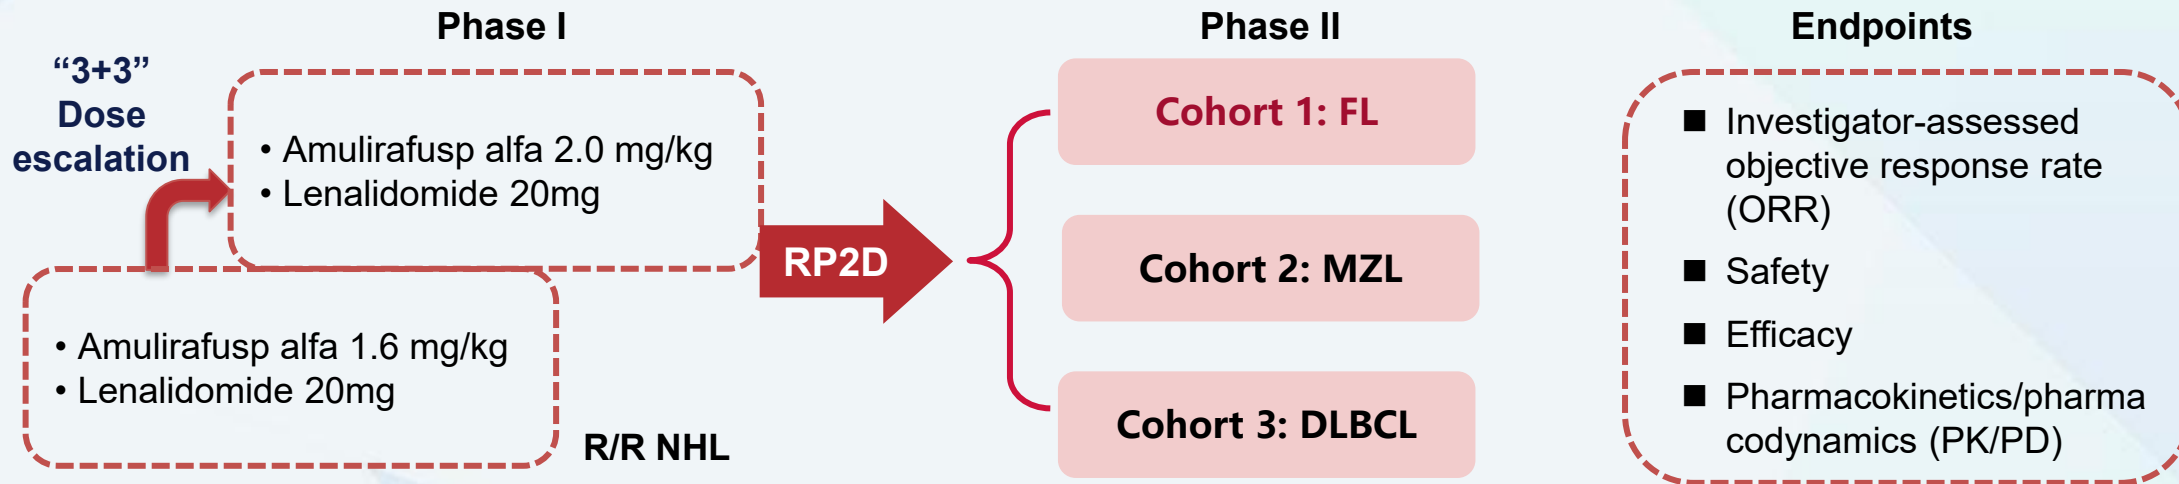 Phase I
“3+3”
Dose
escalation
• Amulirafusp alfa 2.0 mg/kg
• Lenalidomide 20mg
• Amulirafusp alfa 1.6 mg/kg
• Lenalidomide 20mg
R/R NHL
RP2D
Phase II
Cohort 1: FL
Cohort 2: MZL
Cohort 3: DLBCL
Endpoints
■ Investigator-assessed
objective response rate
(ORR)
■ Safety
■ Efficacy
■ Pharmacokinetics/pharma
codynamics (PK/PD)